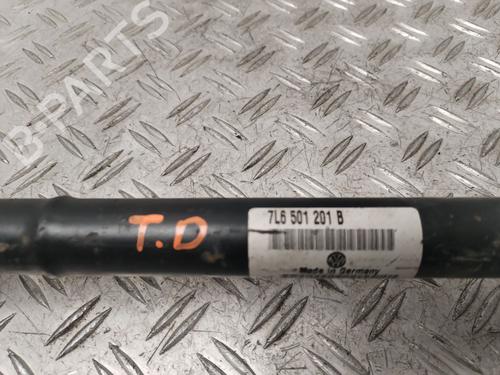 B-PARTS
T.D
7L6 501 201 B
Made in Germany